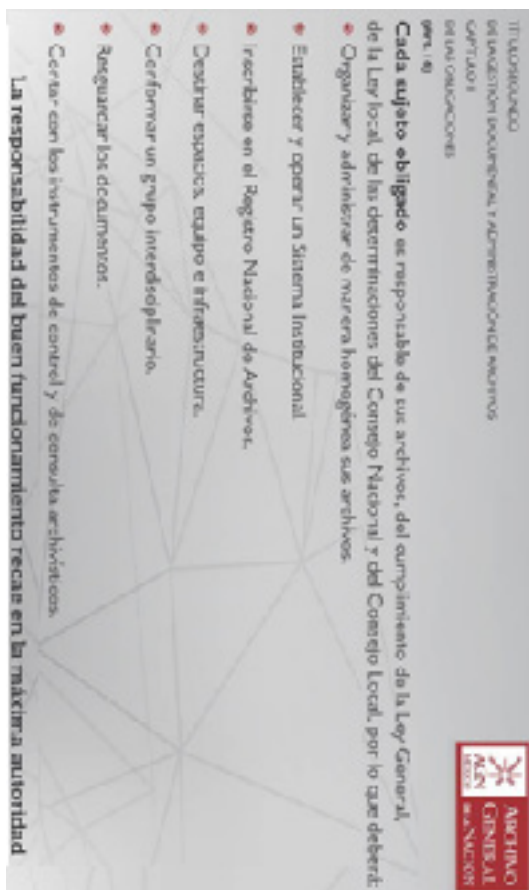 TÍTULO SEGUNDO
DE LA GESTIÓN DOCUMENTAL Y ADMINISTRACIÓN DE ARCHIVOS
CAPÍTULO II
DE LAS OBLIGACIONES
Cada sujeto obligado es responsable de sus archivos, del cumplimiento de la Ley General,
de la Ley local, de las determinaciones del Consejo Nacional y del Consejo Local, por lo que deberá:
Organizar y administrar de manera homogénea sus archivos.
Establecer y operar un Sistema Institucional
Inscribirse en el Registro Nacional de Archivos.
Destinar espacios, equipo e infraestructura.
Conformar un grupo interdisciplinario.
Resguardar los documentos.
Contar con los instrumentos de control y de consulta archivísticos.
La responsabilidad del buen funcionamiento recae en la máxima autoridad
AGN
MÉXICO
ARCHIVO
GENERAL
DE LA NACIÓN